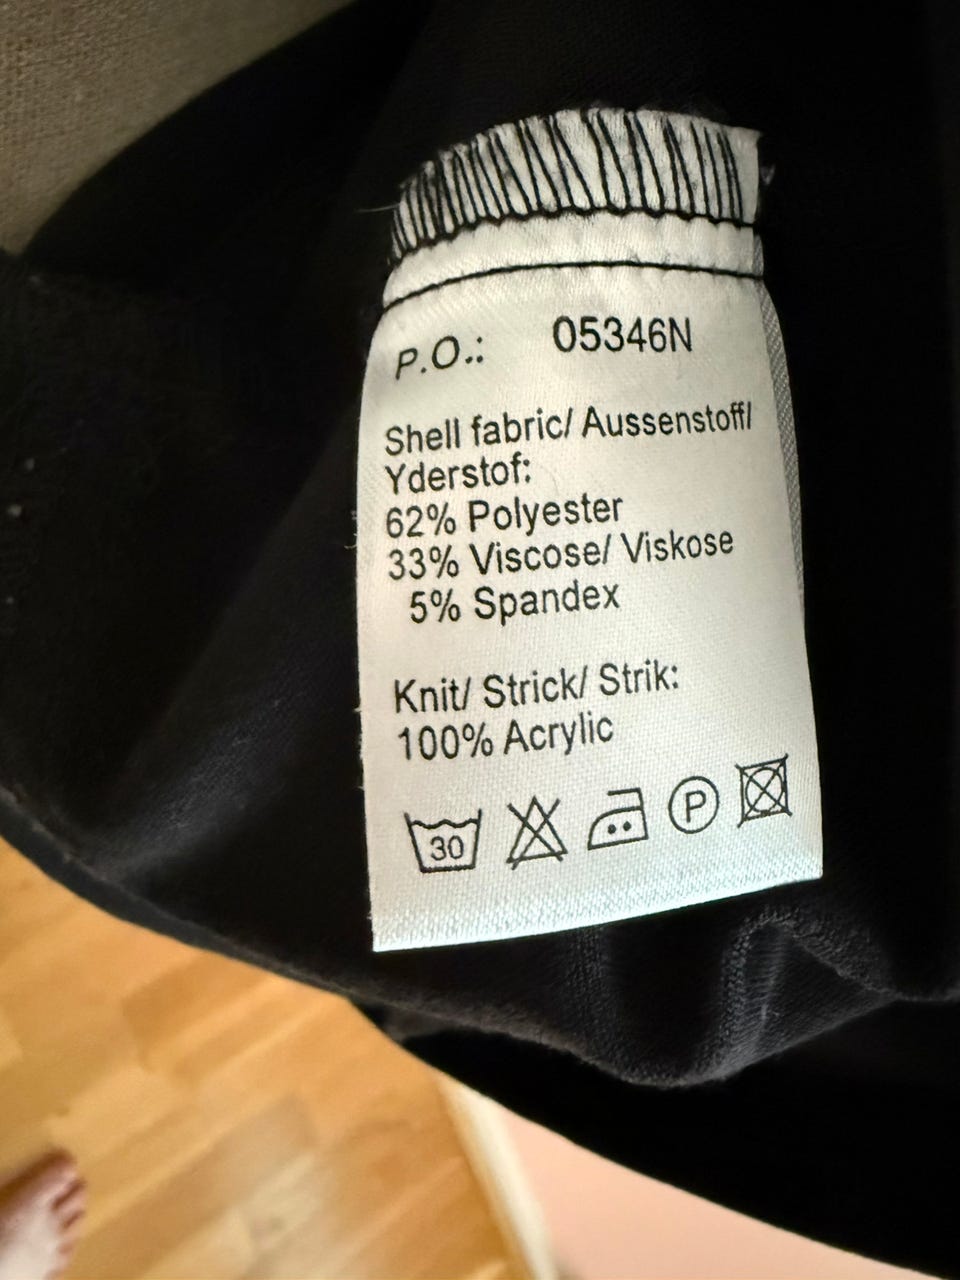 P.O.: 05346N
Shell fabric/ Aussenstoff/
Yderstof:
62% Polyester
33% Viscose/ Viskose
5% Spandex
Knit/ Strick/ Strik:
100% Acrylic
30 P